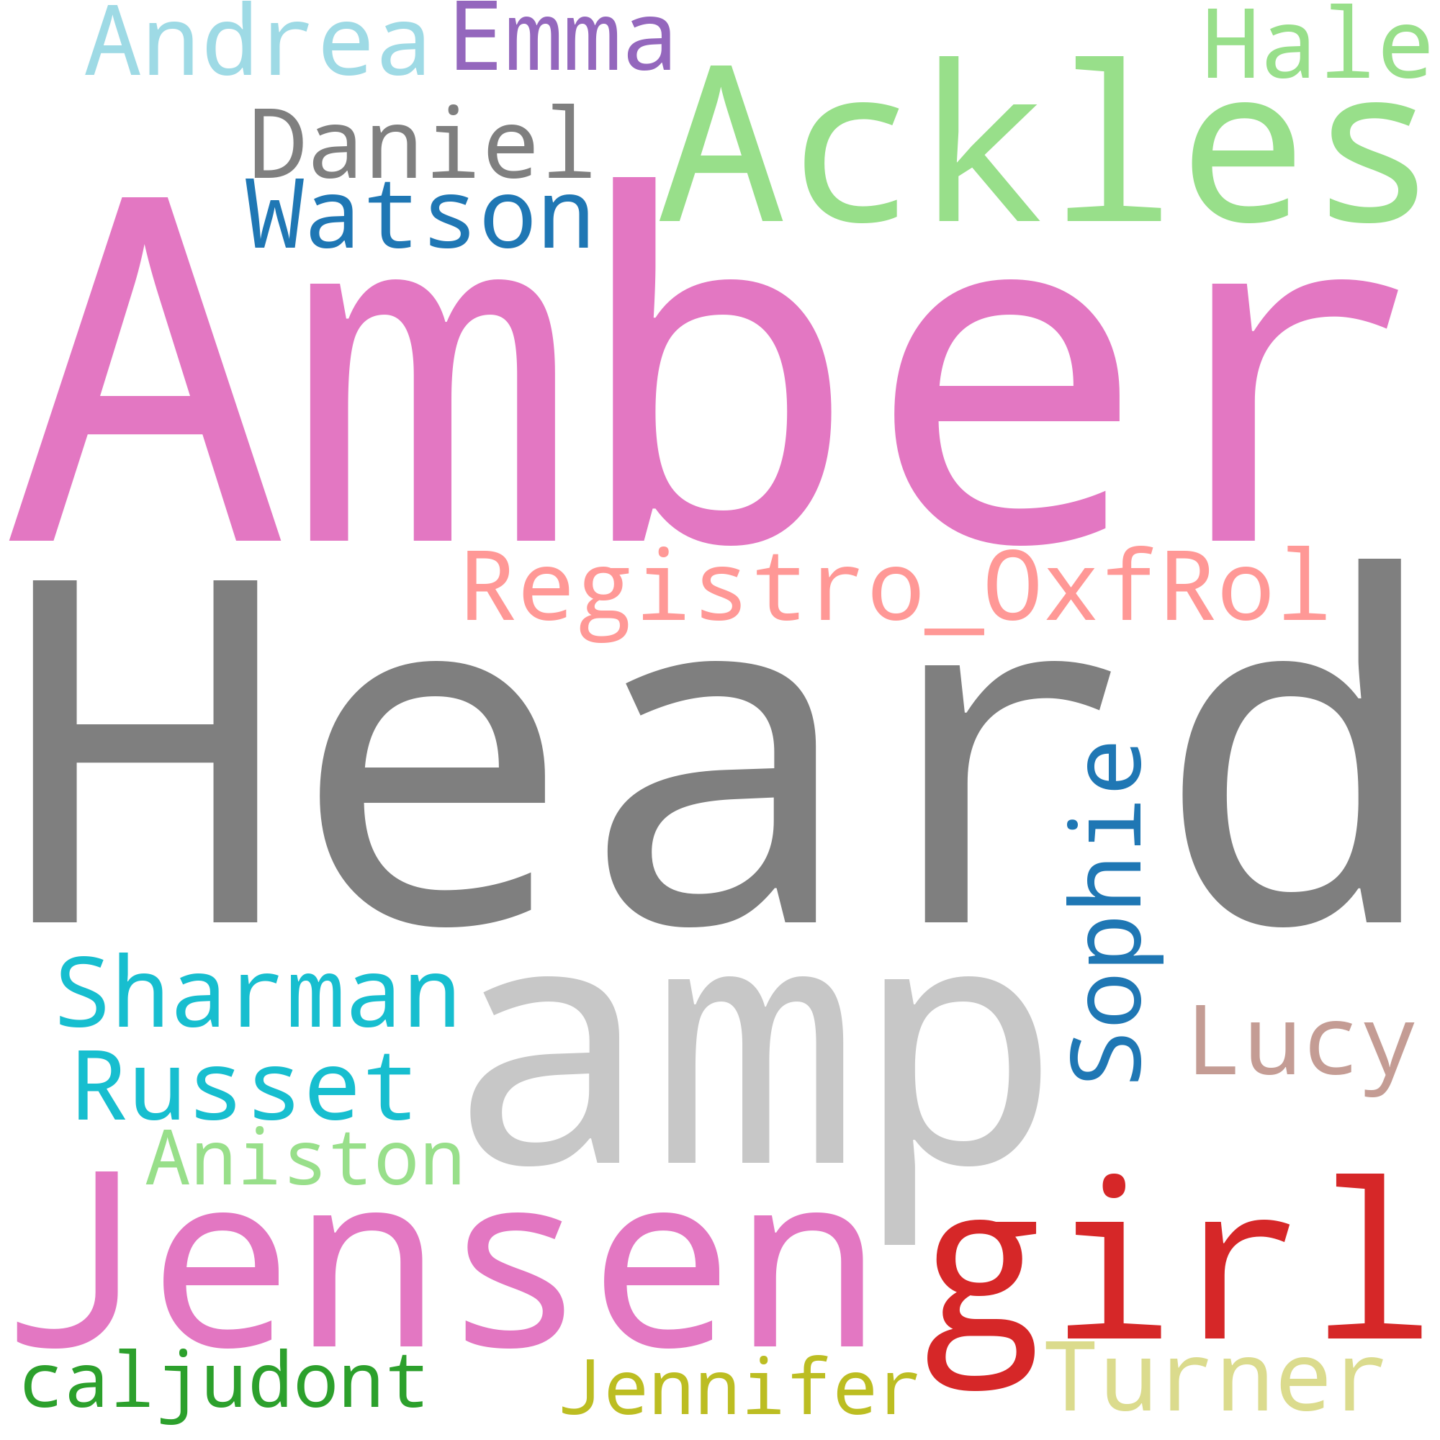 Andrea
Emma
Hale
Ackles
Daniel
Watson
Amber
Registro_OxfRol
Heard
Sophie
Sharman
amp
Lucy
Russet
Aniston
Jensen
girl
caljudont
Jennifer
Turner